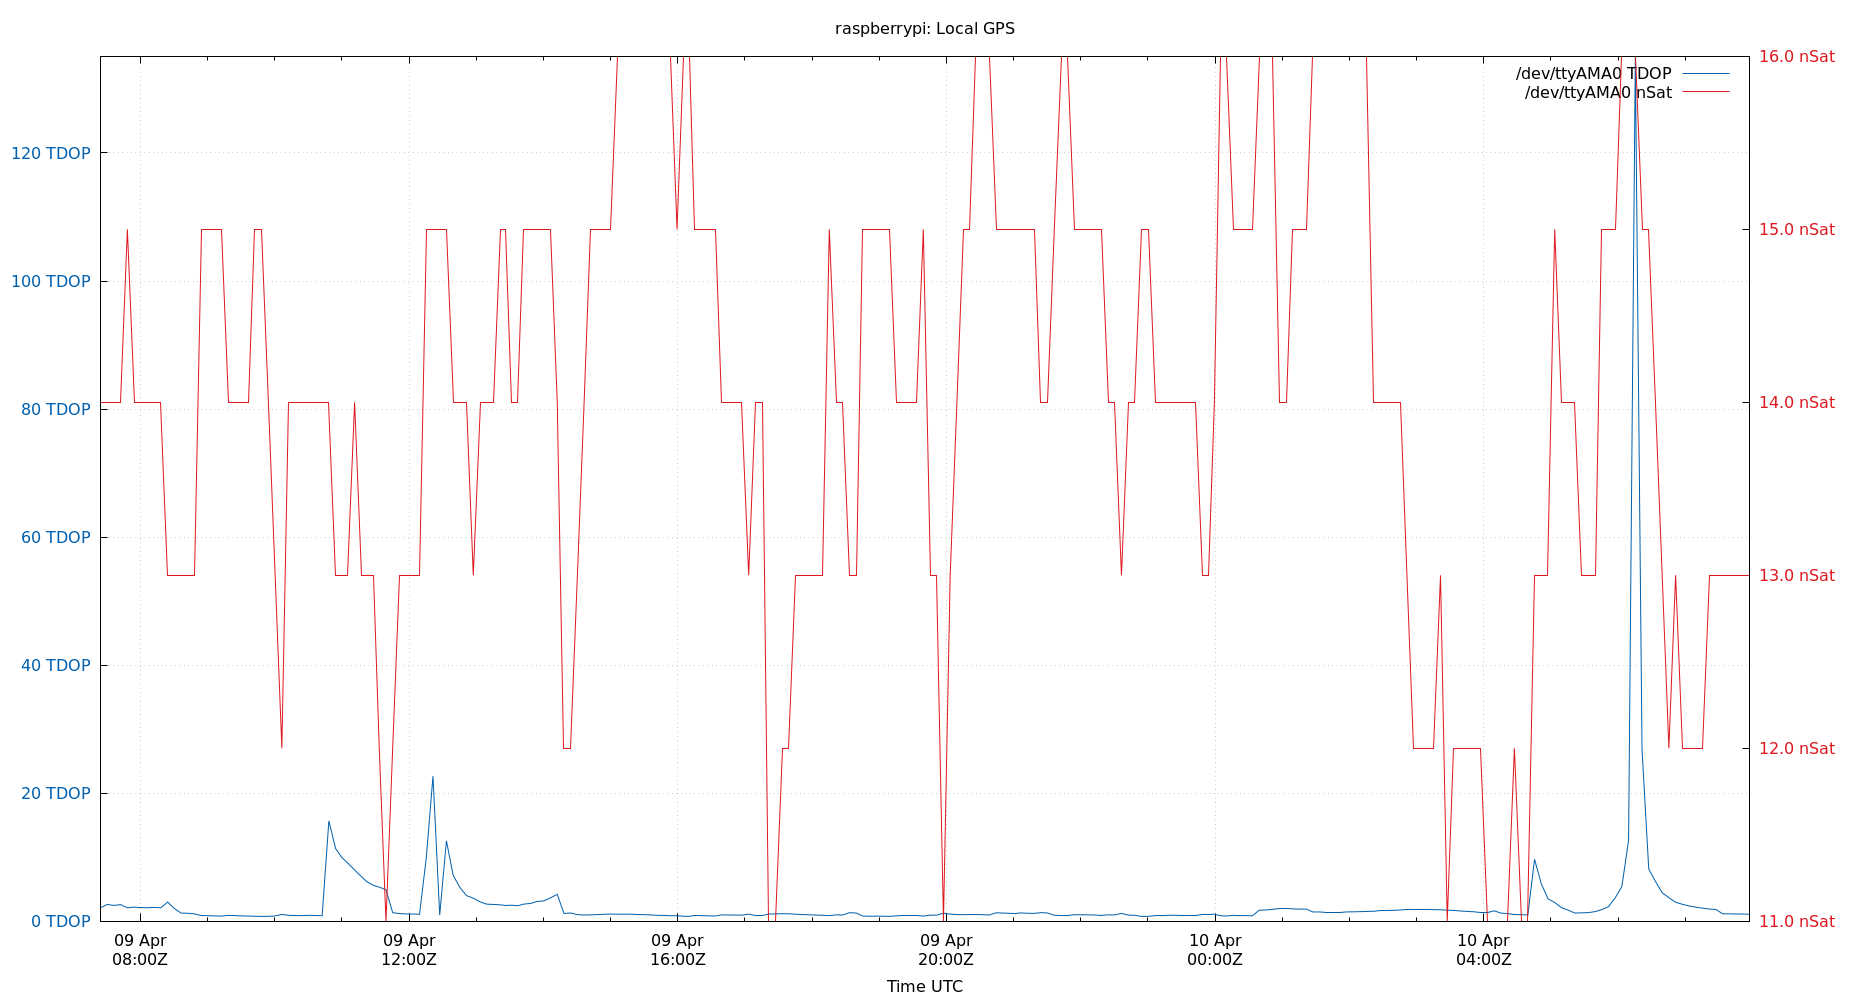 raspberrypi: Local GPS
16.0 nSat
/dev/ttyAMA0 TDOP
/dev/ttyAMA0 nSat
120 TDOP
15.0 nSat
100 TDOP
80 TDOP
14.0 nSat
60 TDOP
13.0 nSat
40 TDOP
12.0 nSat
20 TDOP
0 TDOP
11.0 nSat
09 Apr 09 Apr 09 Apr 09 Apr 10 Apr 10 Apr
08:00Z 12:00Z 16:00Z 20:00Z 00:00Z 04:00Z
Time UTC